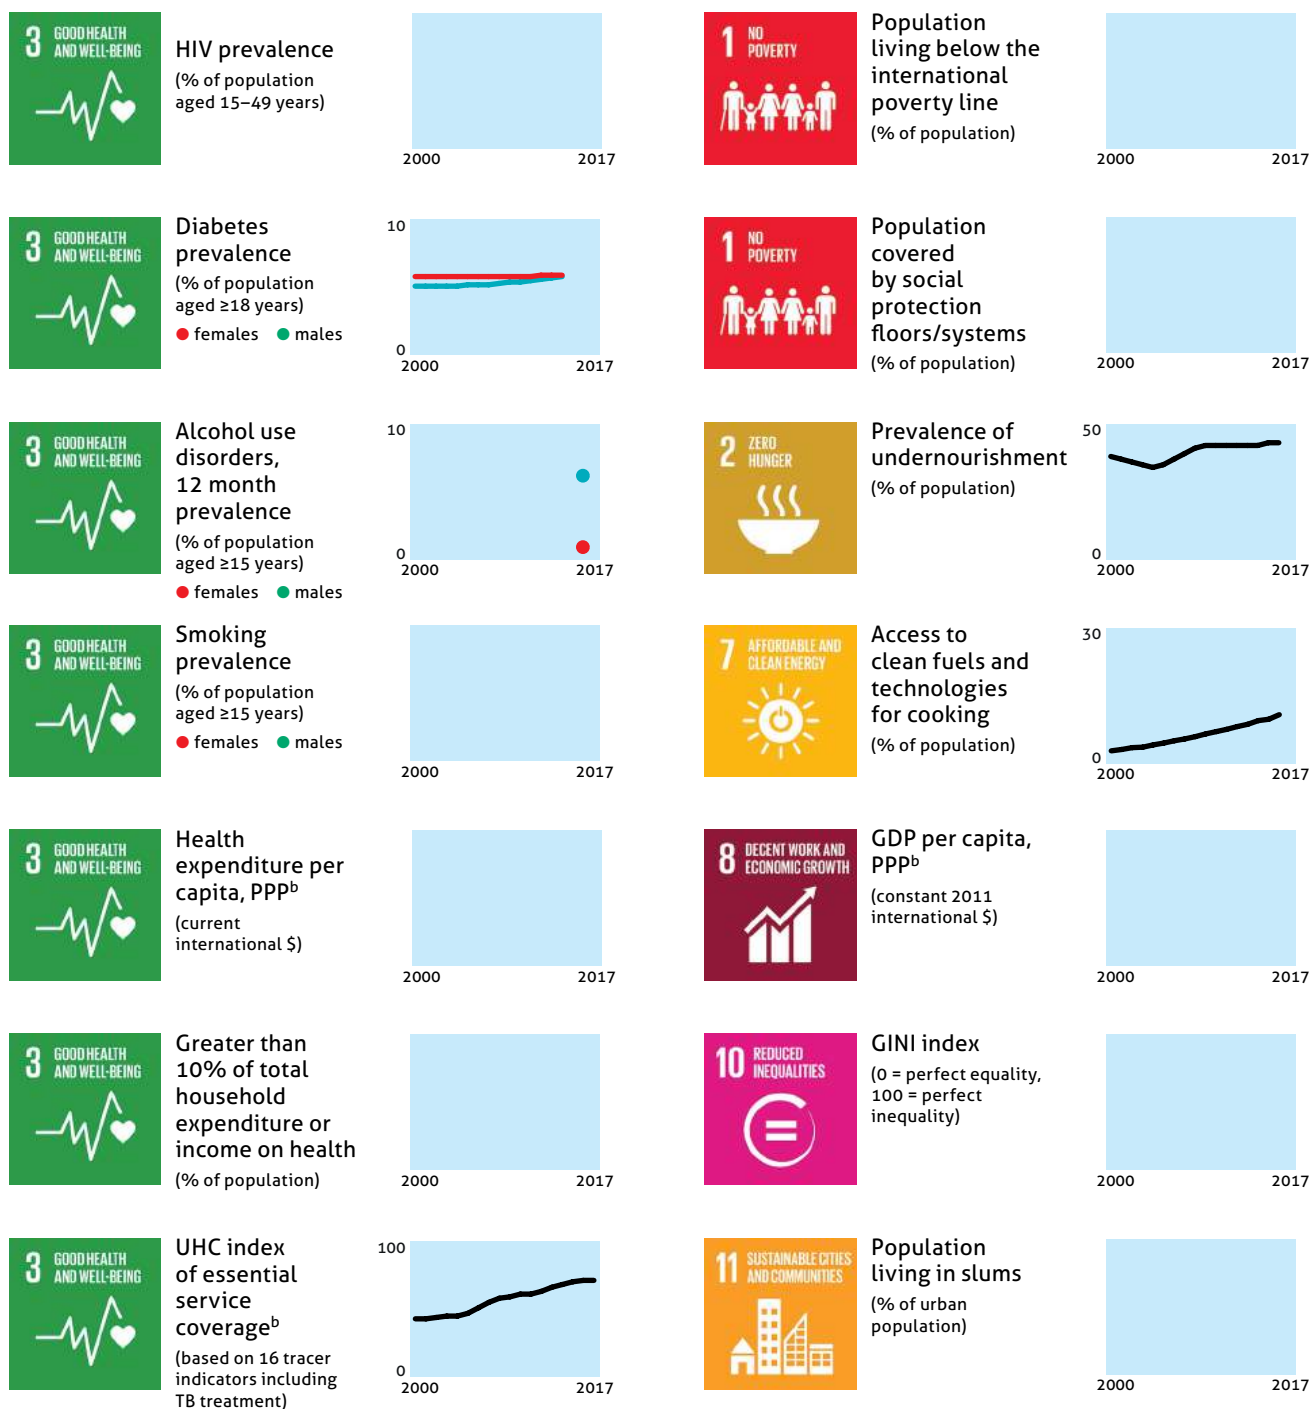 3 GOOD HEALTH
AND WELL-BEING
HIV prevalence
(% of population
aged 15–49 years)
2000 2017
3 GOOD HEALTH
AND WELL-BEING
Diabetes
prevalence
(% of population
aged ≥18 years)
females males
10
0
2000 2017
3 GOOD HEALTH
AND WELL-BEING
Alcohol use
disorders,
12 month
prevalence
(% of population
aged ≥15 years)
females males
10
0
2000 2017
3 GOOD HEALTH
AND WELL-BEING
Smoking
prevalence
(% of population
aged ≥15 years)
females males
2000 2017
3 GOOD HEALTH
AND WELL-BEING
Health
expenditure per
capita, PPPᵇ
(current
international $)
2000 2017
3 GOOD HEALTH
AND WELL-BEING
Greater than
10% of total
household
expenditure or
income on health
(% of population)
2000 2017
3 GOOD HEALTH
AND WELL-BEING
UHC index
of essential
service
coverageᵇ
(based on 16 tracer
indicators including
TB treatment)
100
0
2000 2017
1 NO
POVERTY
Population
living below the
international
poverty line
(% of population)
2000 2017
1 NO
POVERTY
Population
covered
by social
protection
floors/systems
(% of population)
2000 2017
2 ZERO
HUNGER
Prevalence of
undernourishment
(% of population)
50
0
2000 2017
7 AFFORDABLE AND
CLEAN ENERGY
Access to
clean fuels and
technologies
for cooking
(% of population)
30
0
2000 2017
8 DECENT WORK AND
ECONOMIC GROWTH
GDP per capita,
PPPᵇ
(constant 2011
international $)
2000 2017
10 REDUCED
INEQUALITIES
GINI index
(0 = perfect equality,
100 = perfect
inequality)
2000 2017
11 SUSTAINABLE CITIES
AND COMMUNITIES
Population
living in slums
(% of urban
population)
2000 2017